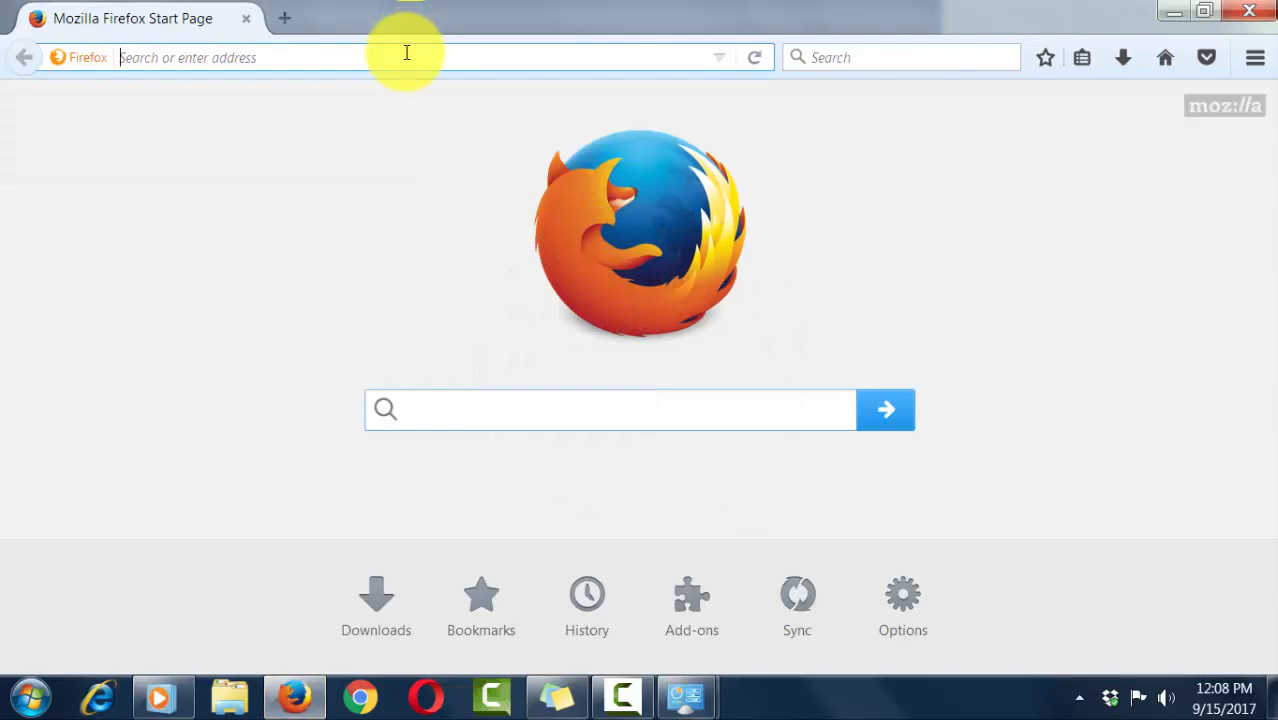 Mozilla Firefox Start Page
Firefox Search or enter address
Search
moz://a
Downloads
Bookmarks
History
Add-ons
Sync
Options
12:08 PM
9/15/2017